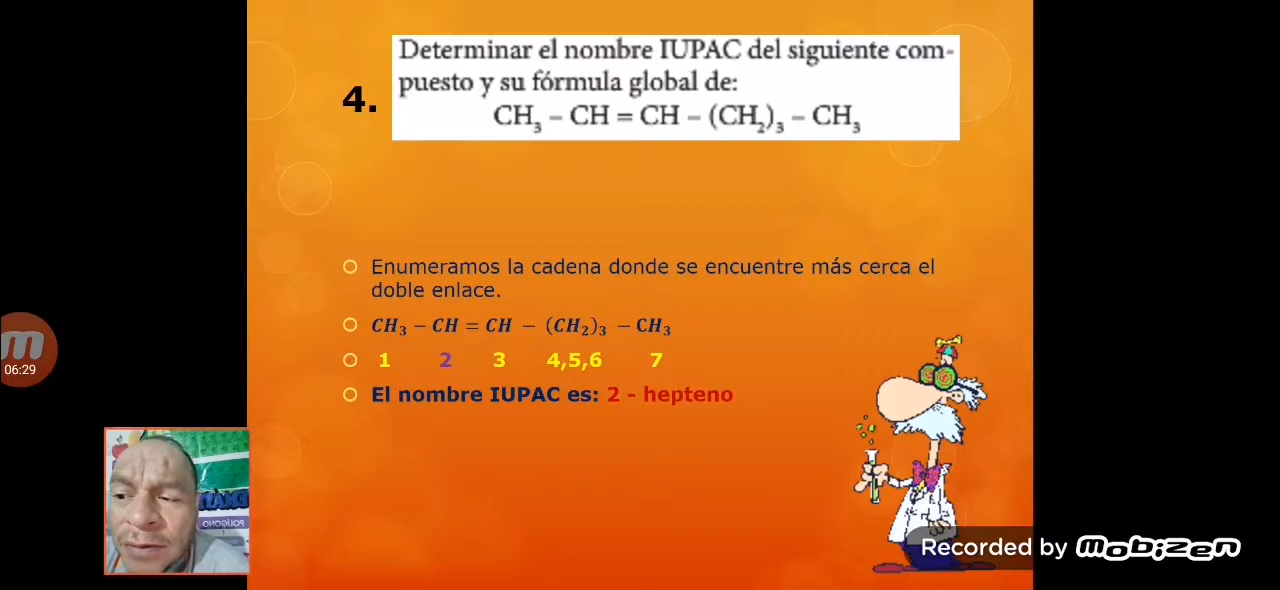 Determinar el nombre IUPAC del siguiente com-
puesto y su fórmula global de:
4.
CH₃ – CH = CH – (CH₂)₃ – CH₃
Enumeramos la cadena donde se encuentre más cerca el
doble enlace.
CH₃ – CH = CH – (CH₂)₃ – CH₃
1 2 3 4,5,6 7
El nombre IUPAC es: 2 - hepteno
m
06:29
POLÍGONO
Recorded by mobizen